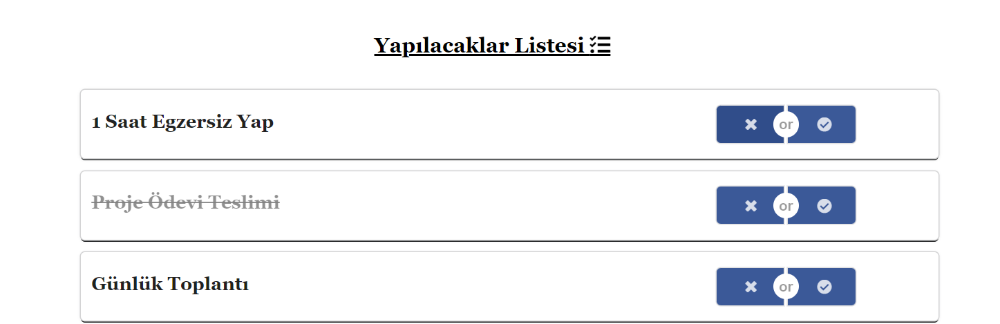 Yapılacaklar Listesi
1 Saat Egzersiz Yap
or
Proje Ödevi Teslimi
or
Günlük Toplantı
or